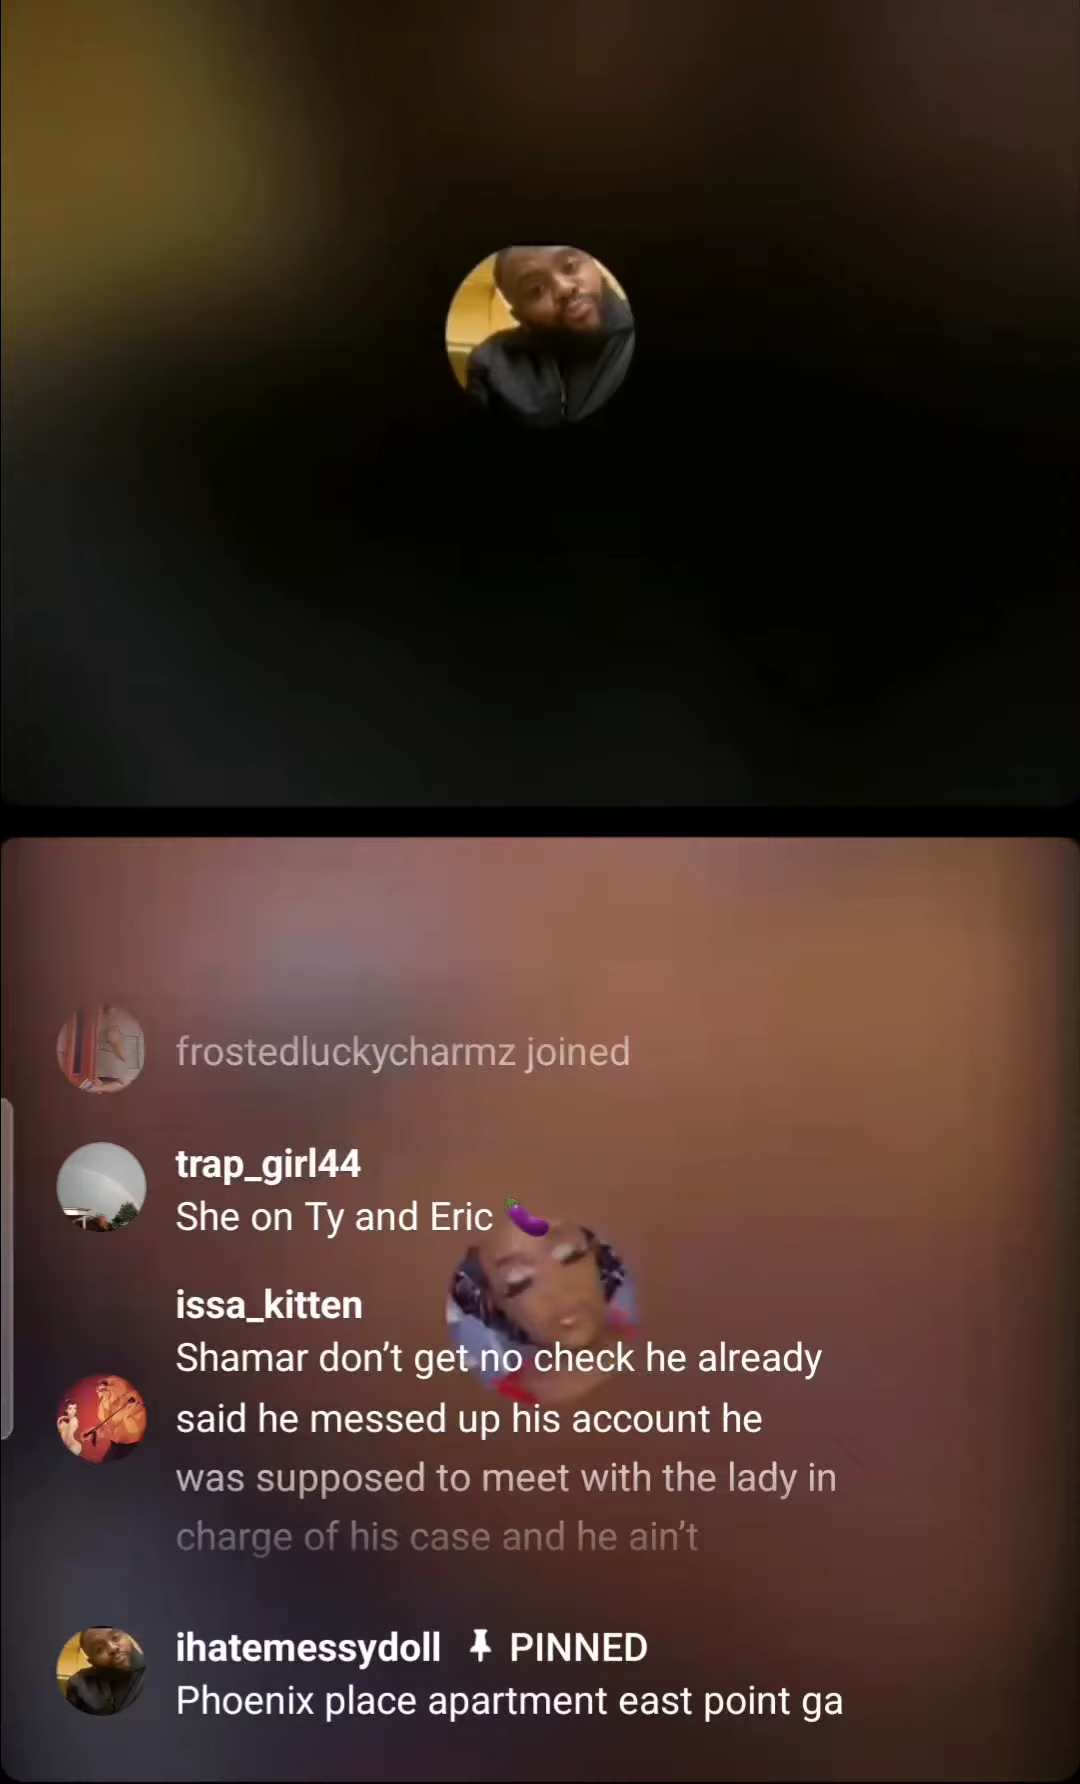 frostedluckycharmz joined
trap_girl44
She on Ty and Eric 🍆
issa_kitten
Shamar don't get no check he already
said he messed up his account he
was supposed to meet with the lady in
charge of his case and he ain't
ihatemessydoll PINNED
Phoenix place apartment east point ga